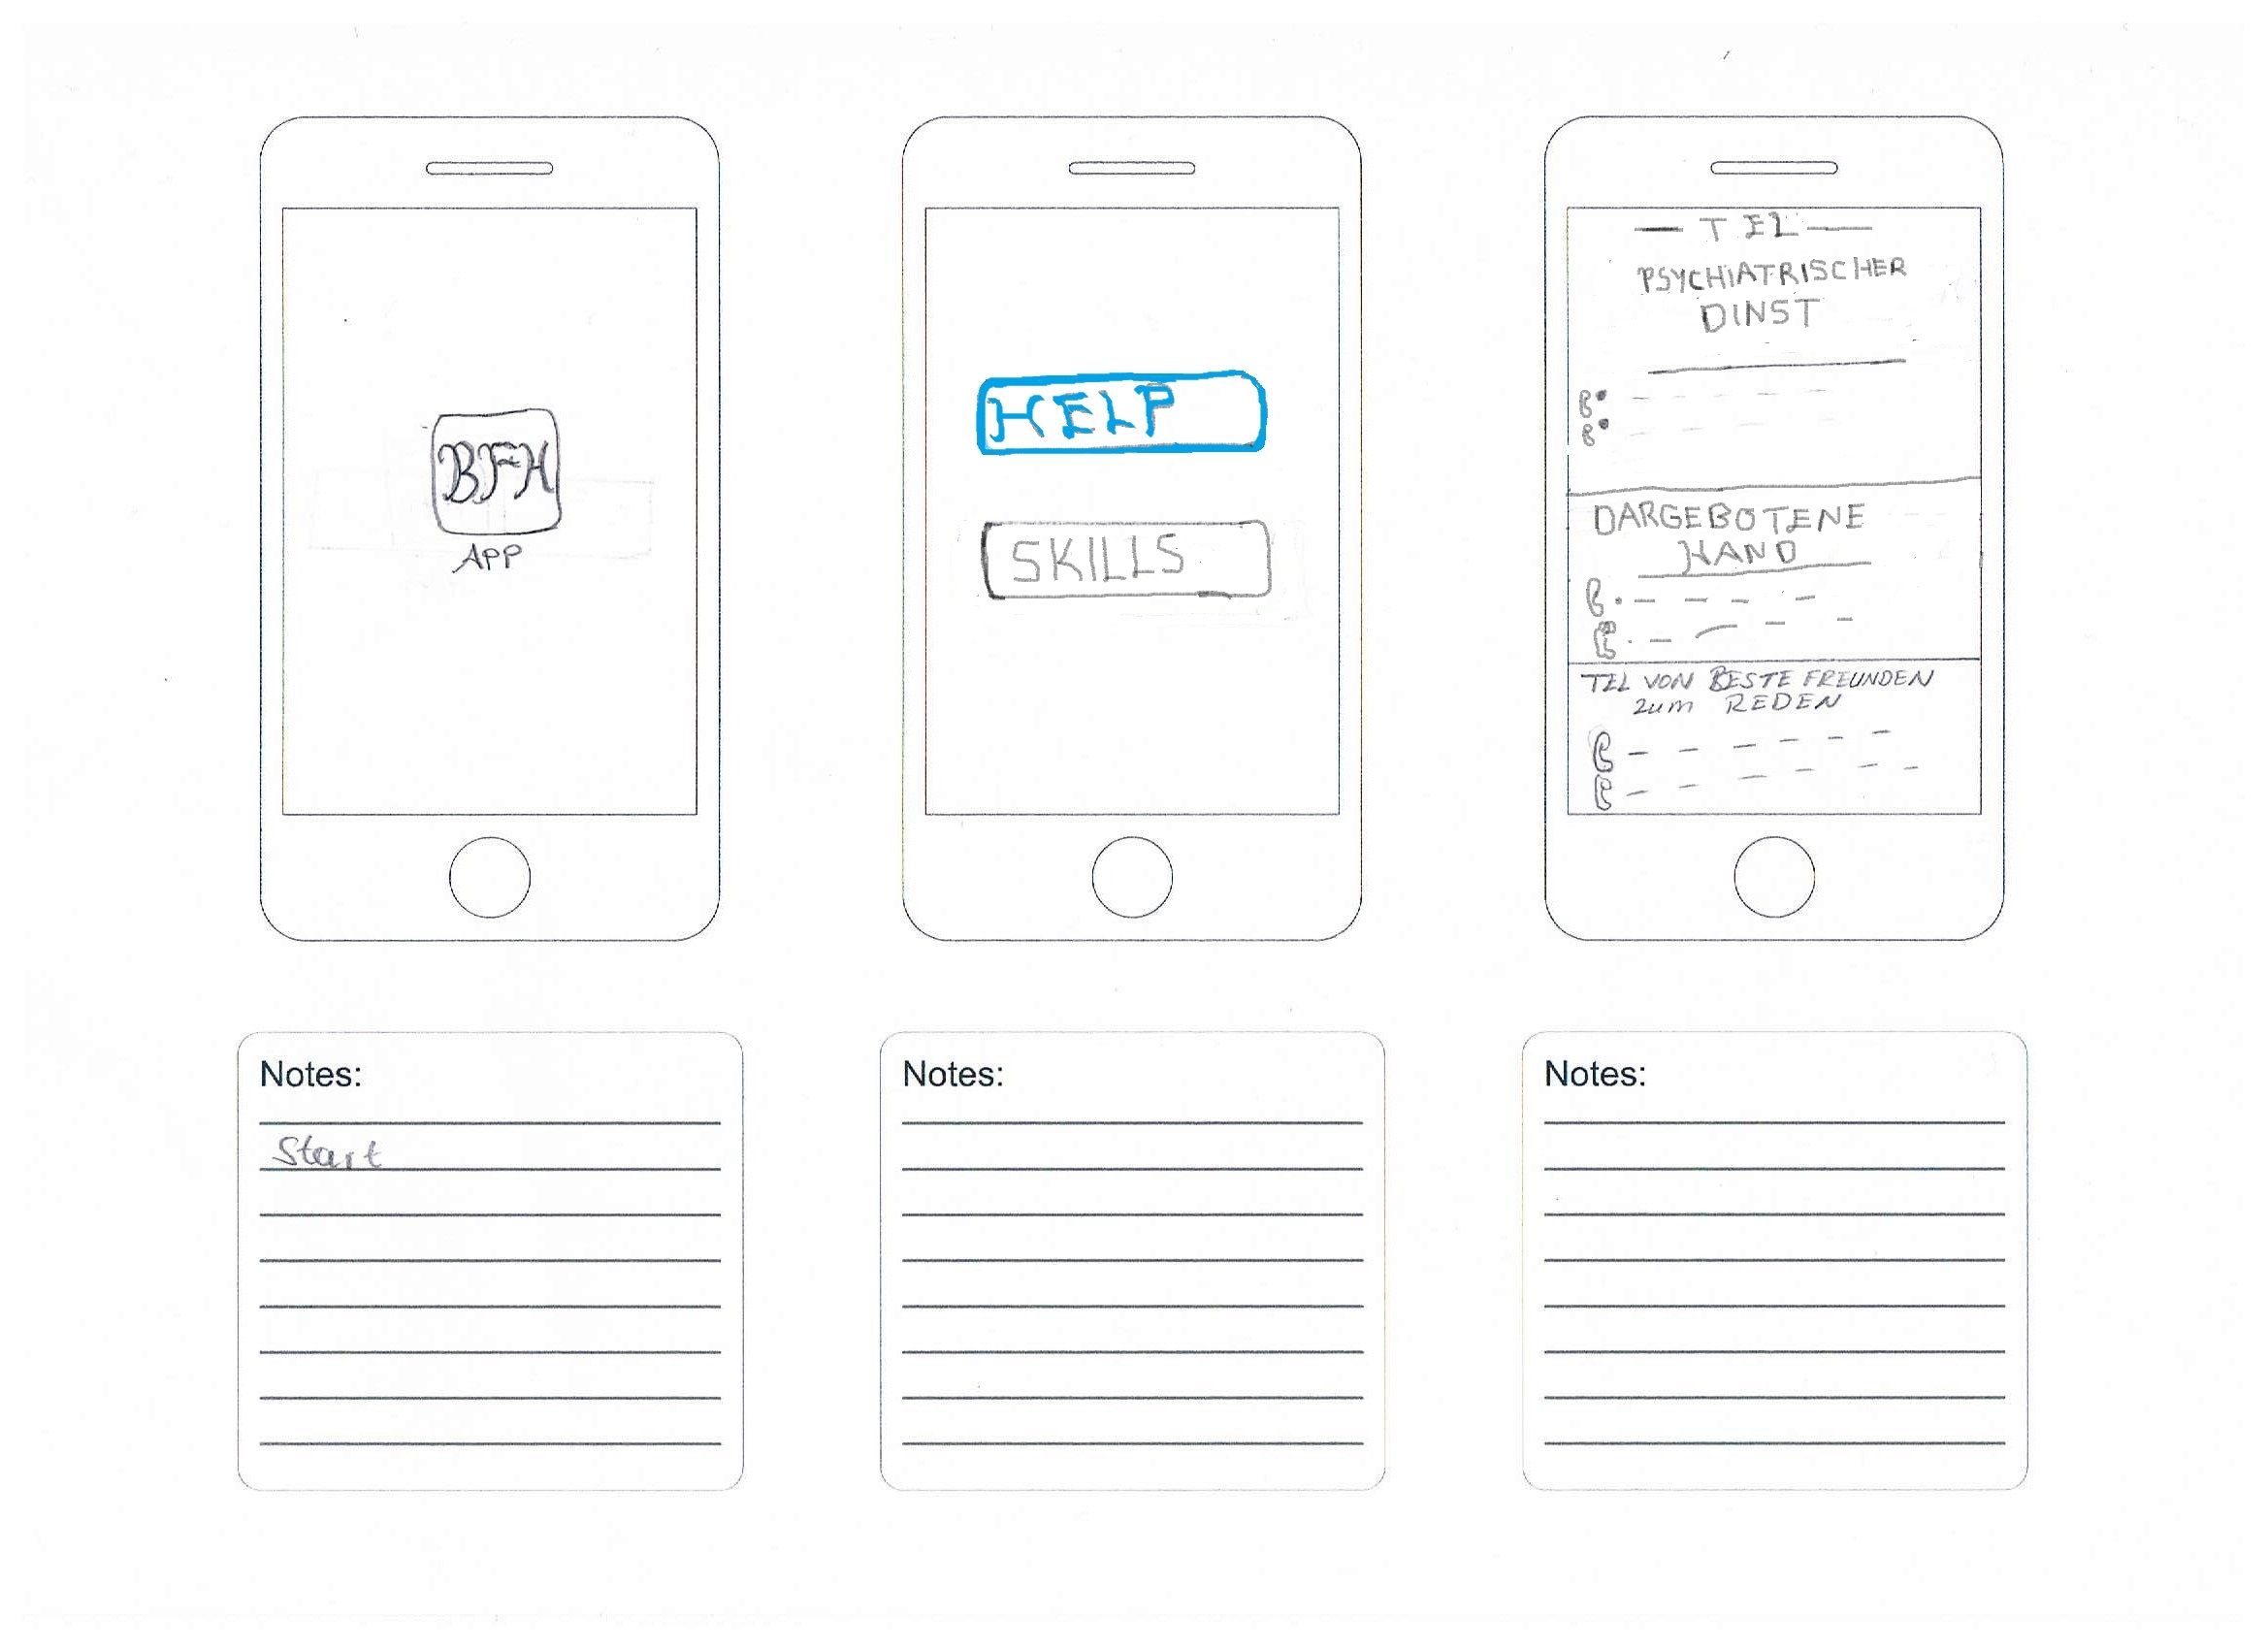 BFH
APP
HELP
SKILLS
TEL
PSYCHIATRISCHER
DINST
DARGEBOTENE
HAND
TEL VON BESTE FREUNDEN
zum REDEN
Notes:
Start
Notes:
Notes: